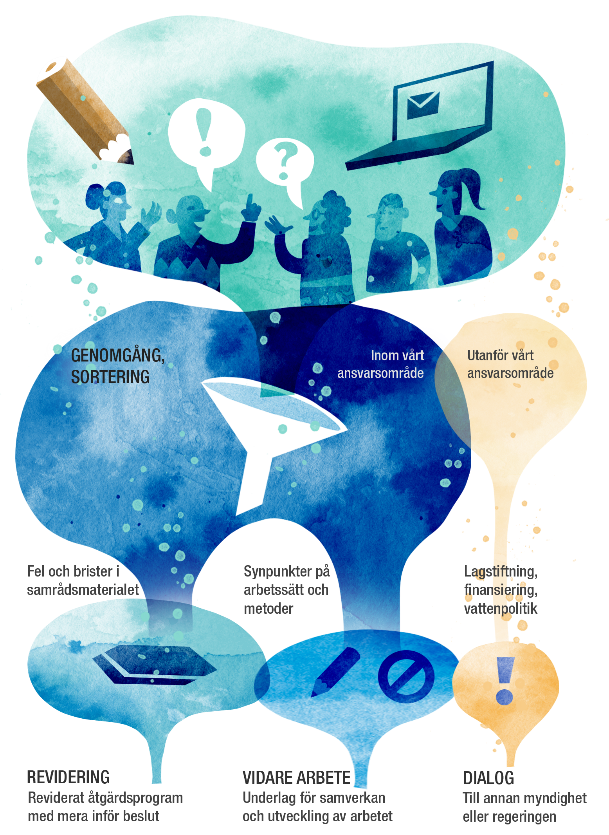 !
?
GENOMGÅNG,
SORTERING
Inom vårt
ansvarsområde
Utanför vårt
ansvarsområde
Fel och brister i
samrådsmaterialet
Synpunkter på
arbetssätt och
metoder
Lagstiftning,
finansiering,
vattenpolitik
!
REVIDERING
Reviderat åtgärdsprogram
med mera inför beslut
VIDARE ARBETE
Underlag för samverkan
och utveckling av arbetet
DIALOG
Till annan myndighet
eller regeringen